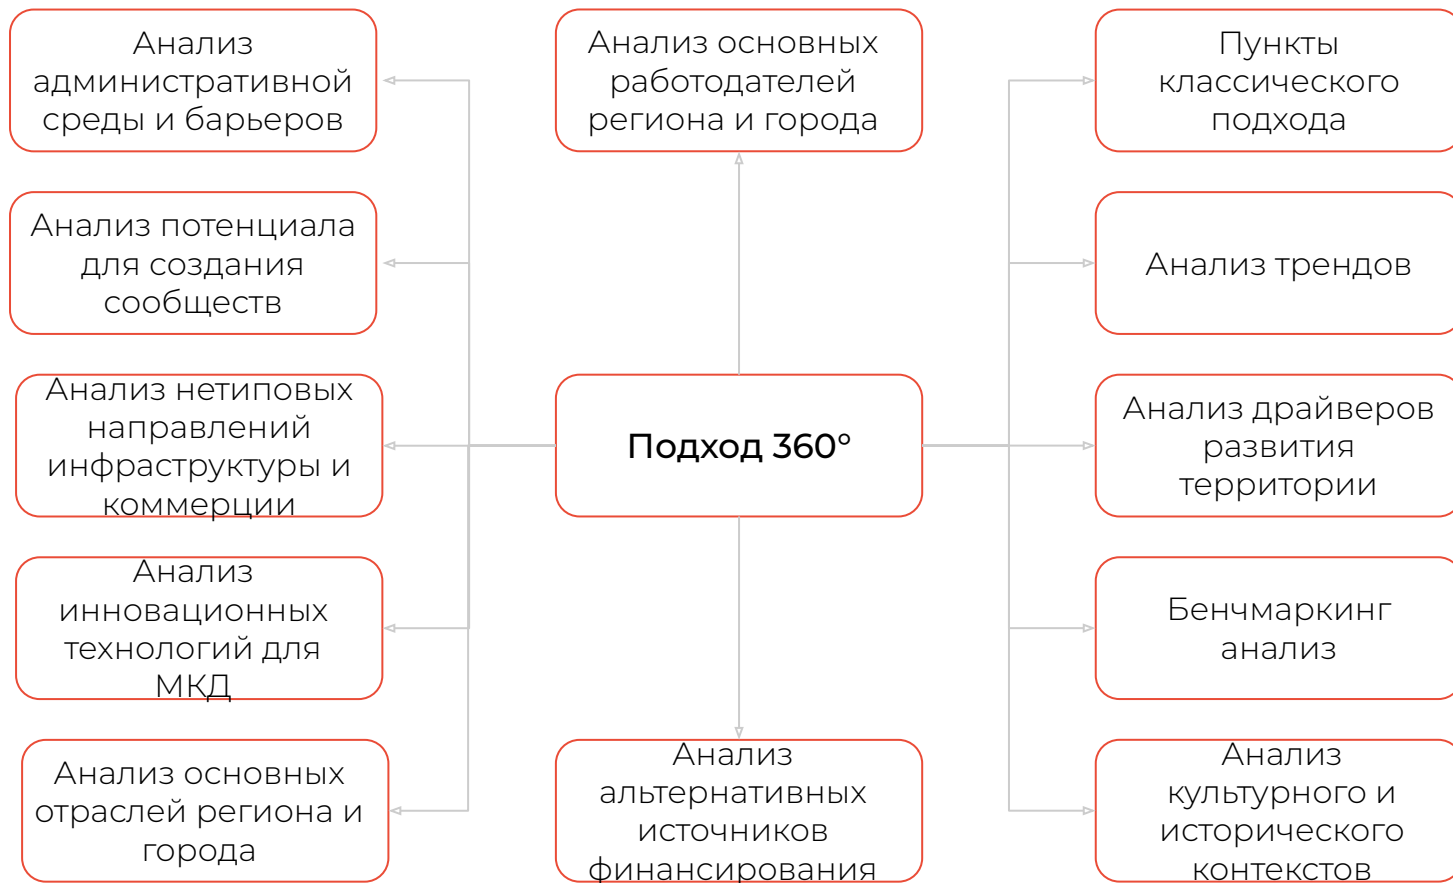 Анализ
административной
среды и барьеров
Анализ основных
работодателей
региона и города
Пункты
классического
подхода
Анализ потенциала
для создания
сообществ
Анализ трендов
Анализ нетиповых
направлений
инфраструктуры и
коммерции
Подход 360°
Анализ драйверов
развития
территории
Анализ
инновационных
технологий для
МКД
Бенчмаркинг
анализ
Анализ основных
отраслей региона и
города
Анализ
альтернативных
источников
финансирования
Анализ
культурного и
исторического
контекстов